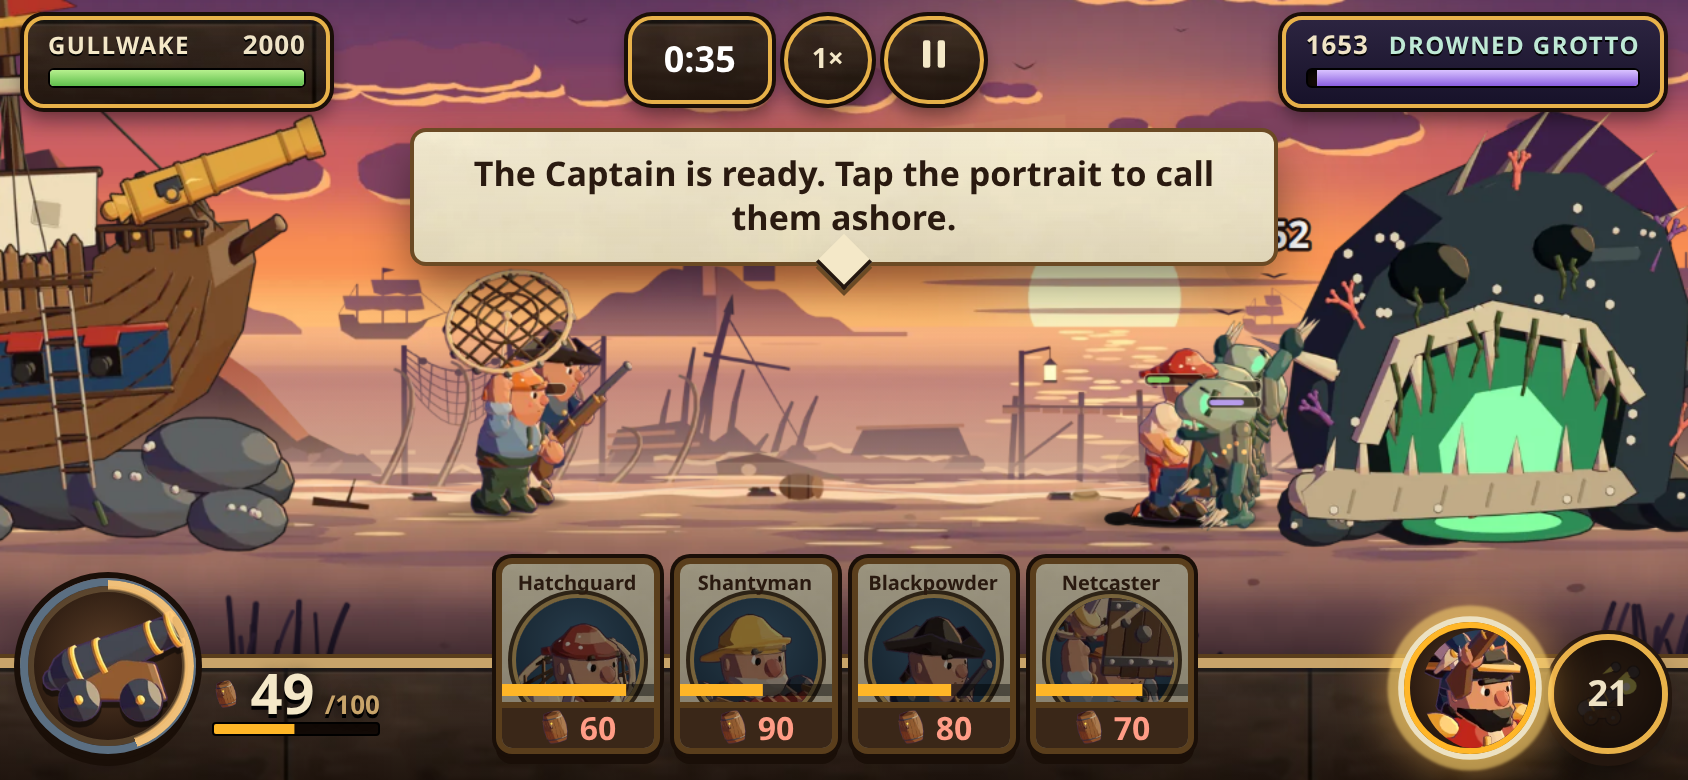 GULLWAKE 2000
0:35
1×
1653 DROWNED GROTTO
The Captain is ready. Tap the portrait to call
them ashore.
52
Hatchguard
Shantyman
Blackpowder
Netcaster
49 /100
60
90
80
70
21